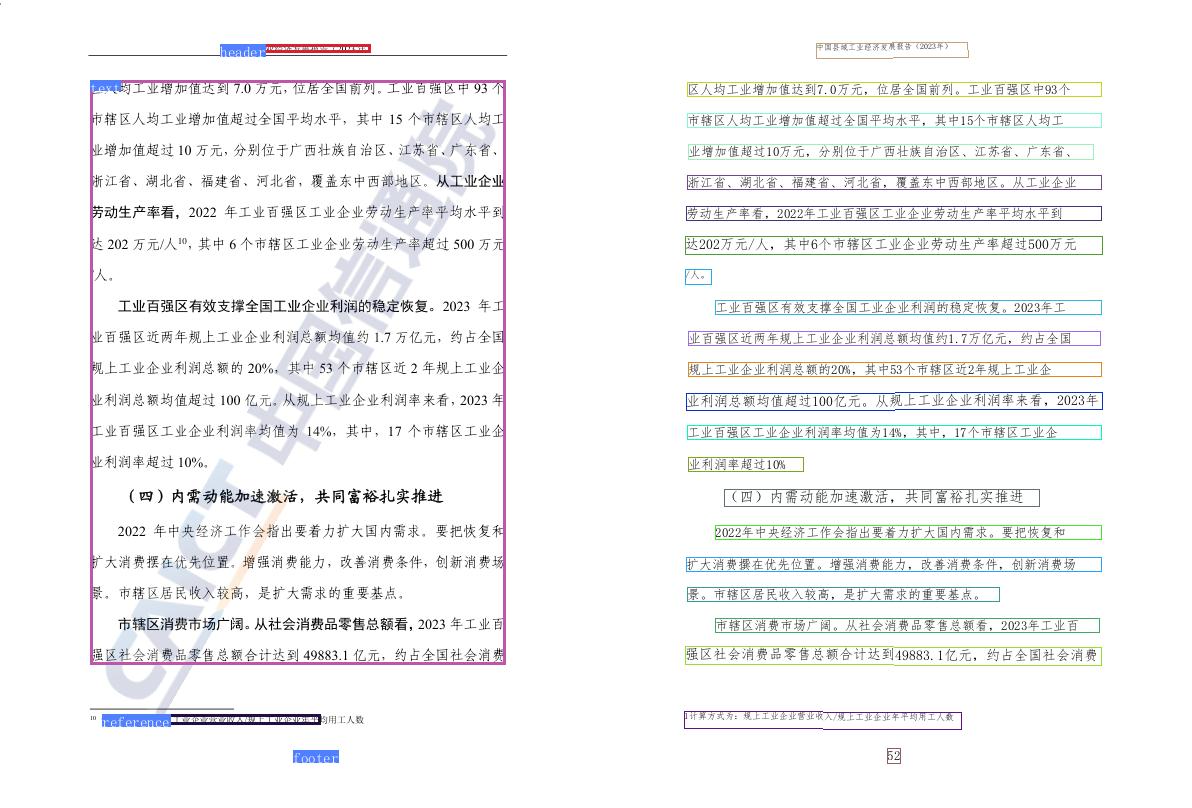 header
text均工业增加值达到 7.0 万元，位居全国前列。工业百强区中 93 个
市辖区人均工业增加值超过全国平均水平，其中 15 个市辖区人均工
业增加值超过 10 万元，分别位于广西壮族自治区、江苏省、广东省、
浙江省、湖北省、福建省、河北省，覆盖东中西部地区。从工业企业
劳动生产率看，2022 年工业百强区工业企业劳动生产率平均水平到
达 202 万元/人10，其中 6 个市辖区工业企业劳动生产率超过 500 万元
/人。
工业百强区有效支撑全国工业企业利润的稳定恢复。2023 年工
业百强区近两年规上工业企业利润总额均值约 1.7 万亿元，约占全国
规上工业企业利润总额的 20%，其中 53 个市辖区近 2 年规上工业企
业利润总额均值超过 100 亿元。从规上工业企业利润率来看，2023 年
工业百强区工业企业利润率均值为 14%，其中，17 个市辖区工业企
业利润率超过 10%。
（四）内需动能加速激活，共同富裕扎实推进
2022 年中央经济工作会指出要着力扩大国内需求。要把恢复和
扩大消费摆在优先位置。增强消费能力，改善消费条件，创新消费场
景。市辖区居民收入较高，是扩大需求的重要基点。
市辖区消费市场广阔。从社会消费品零售总额看，2023 年工业百
强区社会消费品零售总额合计达到 49883.1 亿元，约占全国社会消费
CAICT 中国信通院
10 reference 工业企业营业收入/规上工业企业年平均用工人数
footer
中国县域工业经济发展报告（2023年）
区人均工业增加值达到7.0万元，位居全国前列。工业百强区中93个
市辖区人均工业增加值超过全国平均水平，其中15个市辖区人均工
业增加值超过10万元，分别位于广西壮族自治区、江苏省、广东省、
浙江省、湖北省、福建省、河北省，覆盖东中西部地区。从工业企业
劳动生产率看，2022年工业百强区工业企业劳动生产率平均水平到
达202万元/人，其中6个市辖区工业企业劳动生产率超过500万元
/人。
工业百强区有效支撑全国工业企业利润的稳定恢复。2023年工
业百强区近两年规上工业企业利润总额均值约1.7万亿元，约占全国
规上工业企业利润总额的20%，其中53个市辖区近2年规上工业企
业利润总额均值超过100亿元。从规上工业企业利润率来看，2023年
工业百强区工业企业利润率均值为14%，其中，17个市辖区工业企
业利润率超过10%
（四）内需动能加速激活，共同富裕扎实推进
2022年中央经济工作会指出要着力扩大国内需求。要把恢复和
扩大消费摆在优先位置。增强消费能力，改善消费条件，创新消费场
景。市辖区居民收入较高，是扩大需求的重要基点。
市辖区消费市场广阔。从社会消费品零售总额看，2023年工业百
强区社会消费品零售总额合计达到49883.1亿元，约占全国社会消费
1计算方式为：规上工业企业营业收入/规上工业企业年平均用工人数
52